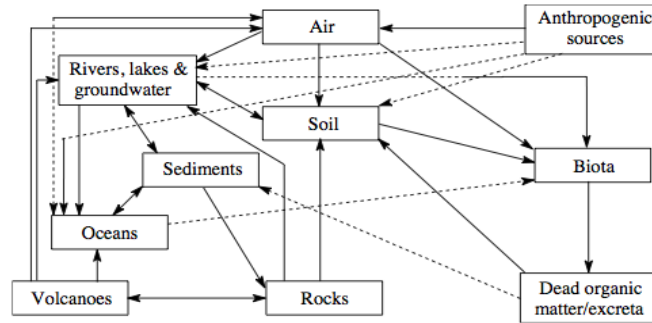 Air
Anthropogenic
sources
Rivers, lakes &
groundwater
Soil
Sediments
Biota
Oceans
Volcanoes
Rocks
Dead organic
matter/excreta